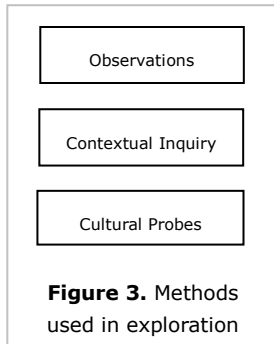 Observations
Contextual Inquiry
Cultural Probes
Figure 3. Methods
used in exploration